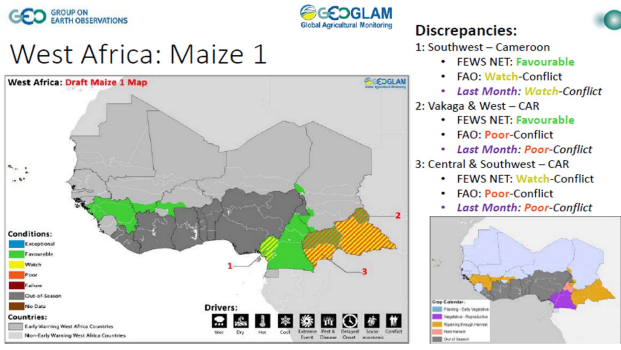 GEO GROUP ON
EARTH OBSERVATIONS
GEOGLAM
Global Agricultural Monitoring
West Africa: Maize 1
West Africa: Draft Maize 1 Map
GEOGLAM
Conditions:
Exceptional
Favourable
Watch
Poor
Failure
Out-of-Season
No Data
Countries:
Early Warning West Africa Countries
Non-Early Warning West Africa Countries
1
2
3
Drivers:
Wet
Dry
Hot
Cool
Extreme
Event
Pest &
Disease
Delayed
Onset
Socio-
economic
Conflict
Discrepancies:
1: Southwest – Cameroon
• FEWS NET: Favourable
• FAO: Watch-Conflict
• Last Month: Watch-Conflict
2: Vakaga & West – CAR
• FEWS NET: Favourable
• FAO: Poor-Conflict
• Last Month: Poor-Conflict
3: Central & Southwest – CAR
• FEWS NET: Watch-Conflict
• FAO: Poor-Conflict
• Last Month: Poor-Conflict
Crop Calendar:
Planting - Early Vegetative
Vegetative - Reproductive
Ripening through Harvest
Post Harvest
Out of Season